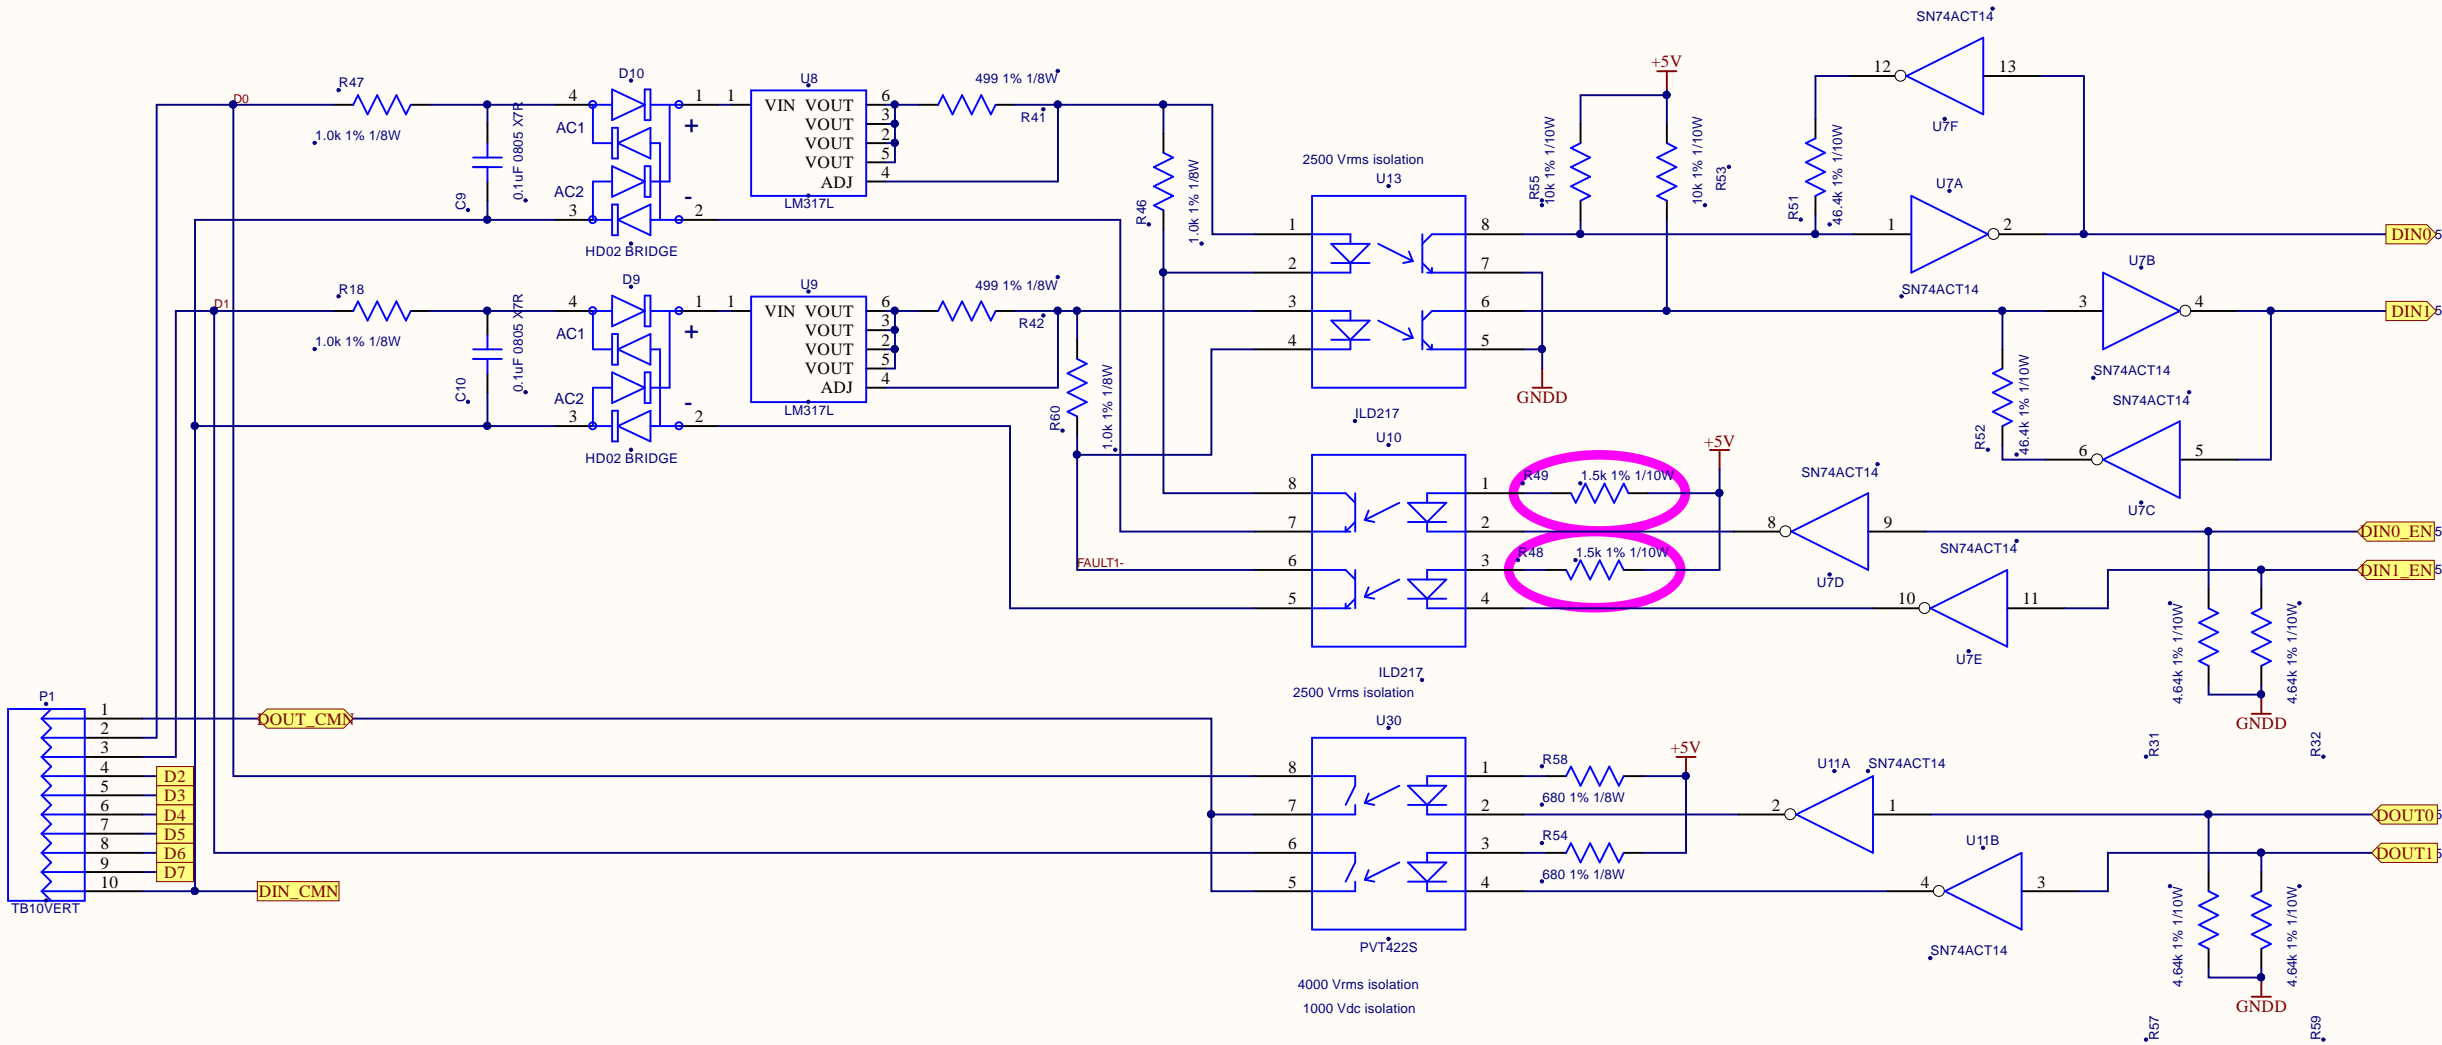 SN74ACT14
12
13
U7F
+5V
R47
D0
1.0k 1% 1/8W
C9
0.1uF 0805 X7R
D10
4
1
AC1
+
AC2
-
3
2
HD02 BRIDGE
U8
1
VIN VOUT
VOUT
VOUT
VOUT
ADJ
6
3
2
5
4
LM317L
499 1% 1/8W
R41
R46
1.0k 1% 1/8W
2500 Vrms isolation
U13
1
2
3
4
8
7
6
5
ILD217
GNDD
R55
10k 1% 1/10W
10k 1% 1/10W
R53
R51
46.4k 1% 1/10W
U7A
1
2
SN74ACT14
DIN0
5
U7B
3
4
SN74ACT14
DIN1
5
R52
46.4k 1% 1/10W
SN74ACT14
6
5
U7C
D1
R18
1.0k 1% 1/8W
C10
0.1uF 0805 X7R
D9
4
1
AC1
+
AC2
-
3
2
HD02 BRIDGE
U9
1
VIN VOUT
VOUT
VOUT
VOUT
ADJ
6
3
2
5
4
LM317L
499 1% 1/8W
R42
R60
1.0k 1% 1/8W
FAULT1-
U10
8
7
6
5
1
2
3
4
ILD217
2500 Vrms isolation
R49
1.5k 1% 1/10W
R48
1.5k 1% 1/10W
+5V
SN74ACT14
8
9
U7D
DIN0_EN
5
SN74ACT14
10
11
U7E
DIN1_EN
5
4.64k 1% 1/10W
4.64k 1% 1/10W
GNDD
R31
R32
P1
1
2
3
4
5
6
7
8
9
10
TB10VERT
DOUT_CMN
D2
D3
D4
D5
D6
D7
DIN_CMN
U30
8
7
6
5
1
2
3
4
PVT422S
4000 Vrms isolation
1000 Vdc isolation
R58
680 1% 1/8W
R54
680 1% 1/8W
+5V
U11A
SN74ACT14
2
1
DOUT0
5
U11B
4
3
SN74ACT14
DOUT1
5
4.64k 1% 1/10W
4.64k 1% 1/10W
GNDD
R57
R59